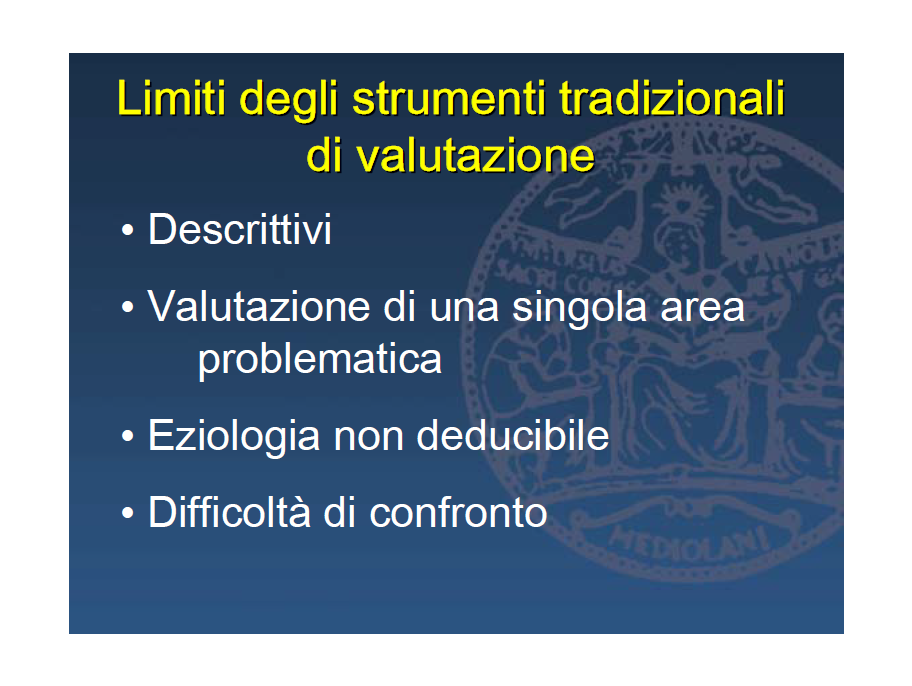 Limiti degli strumenti tradizionali
di valutazione
• Descrittivi
• Valutazione di una singola area
problematica
• Eziologia non deducibile
• Difficoltà di confronto
MEDIOLANI